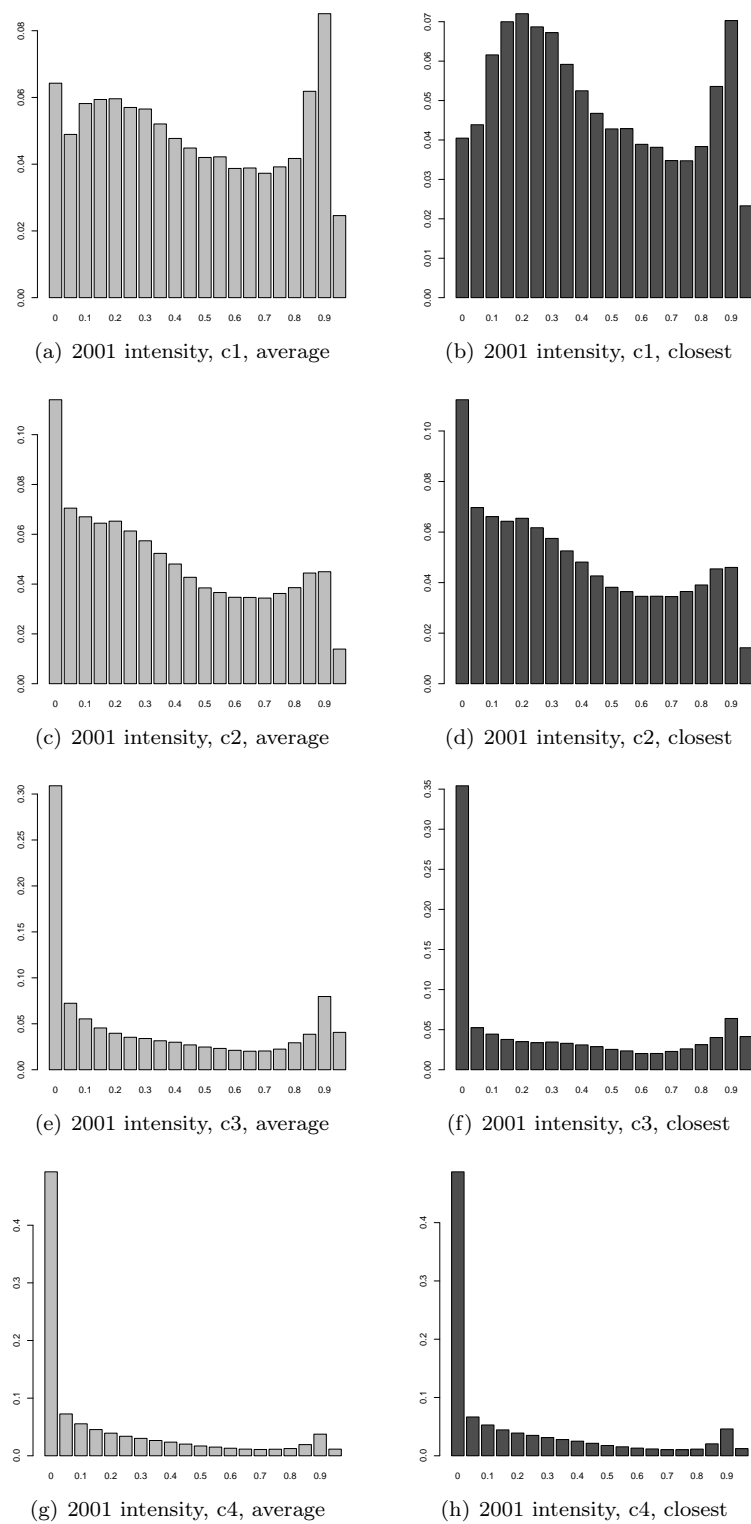 0.00 0.02 0.04 0.06 0.08
0 0.1 0.2 0.3 0.4 0.5 0.6 0.7 0.8 0.9
(a) 2001 intensity, c1, average
0.00 0.01 0.02 0.03 0.04 0.05 0.06 0.07
0 0.1 0.2 0.3 0.4 0.5 0.6 0.7 0.8 0.9
(b) 2001 intensity, c1, closest
0.00 0.02 0.04 0.06 0.08 0.10
0 0.1 0.2 0.3 0.4 0.5 0.6 0.7 0.8 0.9
(c) 2001 intensity, c2, average
0.00 0.02 0.04 0.06 0.08 0.10
0 0.1 0.2 0.3 0.4 0.5 0.6 0.7 0.8 0.9
(d) 2001 intensity, c2, closest
0.00 0.05 0.10 0.15 0.20 0.25 0.30
0 0.1 0.2 0.3 0.4 0.5 0.6 0.7 0.8 0.9
(e) 2001 intensity, c3, average
0.00 0.05 0.10 0.15 0.20 0.25 0.30 0.35
0 0.1 0.2 0.3 0.4 0.5 0.6 0.7 0.8 0.9
(f) 2001 intensity, c3, closest
0.0 0.1 0.2 0.3 0.4
0 0.1 0.2 0.3 0.4 0.5 0.6 0.7 0.8 0.9
(g) 2001 intensity, c4, average
0.0 0.1 0.2 0.3 0.4
0 0.1 0.2 0.3 0.4 0.5 0.6 0.7 0.8 0.9
(h) 2001 intensity, c4, closest